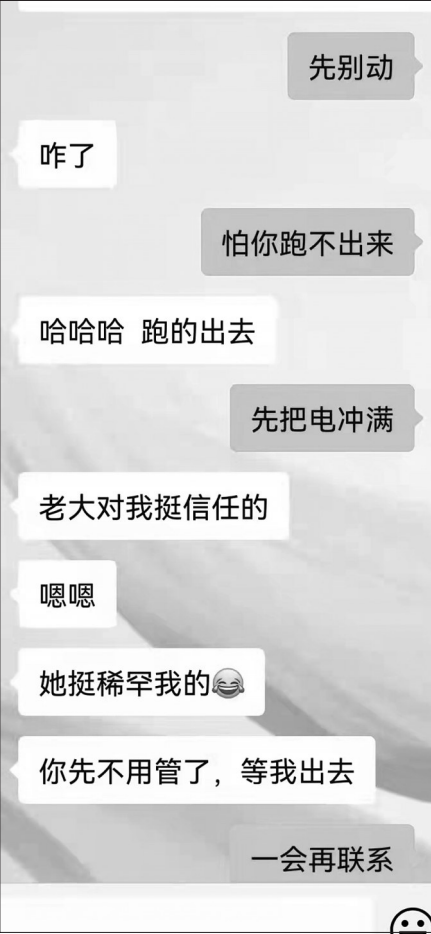 先别动
咋了
怕你跑不出来
哈哈哈 跑的出去
先把电冲满
老大对我挺信任的
嗯嗯
她挺稀罕我的😂
你先不用管了，等我出去
一会再联系